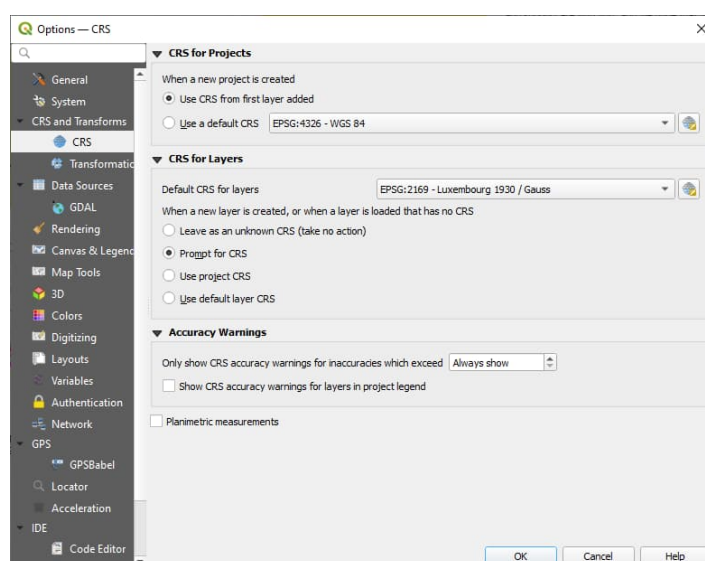 Options — CRS
General
System
CRS and Transforms
CRS
Transformatic
Data Sources
GDAL
Rendering
Canvas & Legend
Map Tools
3D
Colors
Digitizing
Layouts
Variables
Authentication
Network
GPS
GPSBabel
Locator
Acceleration
IDE
Code Editor
CRS for Projects
When a new project is created
Use CRS from first layer added
Use a default CRS EPSG:4326 - WGS 84
CRS for Layers
Default CRS for layers EPSG:2169 - Luxembourg 1930 / Gauss
When a new layer is created, or when a layer is loaded that has no CRS
Leave as an unknown CRS (take no action)
Prompt for CRS
Use project CRS
Use default layer CRS
Accuracy Warnings
Only show CRS accuracy warnings for inaccuracies which exceed Always show
Show CRS accuracy warnings for layers in project legend
Planimetric measurements
OK Cancel Help